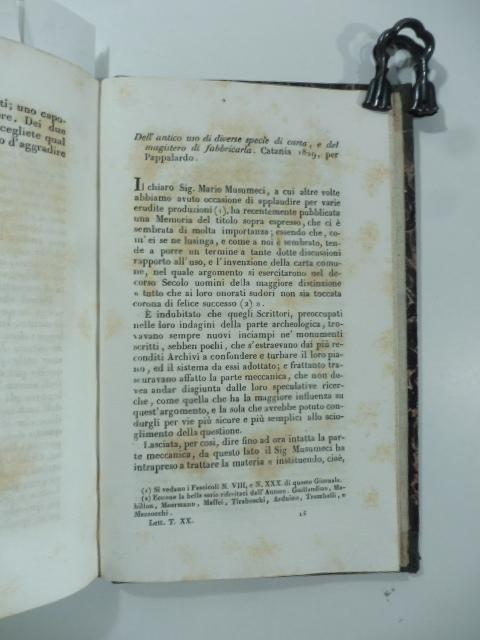 ti; uno capo-
re. Dei due
cegliete qual
o d'aggradire
Dell' antico uso di diverse specie di carta, e del
magistero di fabbricarla. Catania 1829, per
Pappalardo.
Il chiaro Sig. Mario Musumeci, a cui altre volte
abbiamo avuto occasione di applaudire per varie
erudite produzioni (1), ha recentemente pubblicata
una Memoria del titolo sopra espresso, che ci è
sembrata di molta importanza; essendo che, co-
m' ei se ne lusinga, e come a noi è sembrato, ten-
de a porre un termine a tante dotte discussioni
rapporto all' uso, e l'invenzione della carta comu-
ne, nel quale argomento si esercitarono nel de-
corso Secolo uomini della maggiore distinzione
« tutto che ai loro onorati sudori non sia toccata
corona di felice successo (2) ».
È indubitato che quegli Scrittori, preoccupati
nelle loro indagini della parte archeologica, tro-
vavano sempre nuovi inciampi ne' monumenti
scritti, sebben pochi, che s' estraevano dai più re-
conditi Archivi a confondere e turbare il loro pia-
no, ed il sistema da essi adottato; e frattanto tra-
scuravano affatto la parte meccanica, che non do-
vea andar disgiunta dalle loro speculative ricer-
che, come quella che ha la maggiore influenza su
quest'argomento, e la sola che avrebbe potuto con-
durgli per vie più sicure e più semplici allo scio-
glimento della questione.
Lasciata, per così, dire fino ad ora intatta la par-
te meccanica, da questo lato il Sig Musumeci ha
intrapreso a trattare la materia e instituendo, cioè,
(1) Si vedano i Fascicoli N. VIII, e N. XXX. di questo Giornale.
(2) Eccone la bella serie riferitaci dall' Autore. Guillandius, Ma-
billon, Meermanno, Maffei, Tiraboschi, Arduino, Trombelli, e
Mazzocchi.
Lett. T. XX. 16